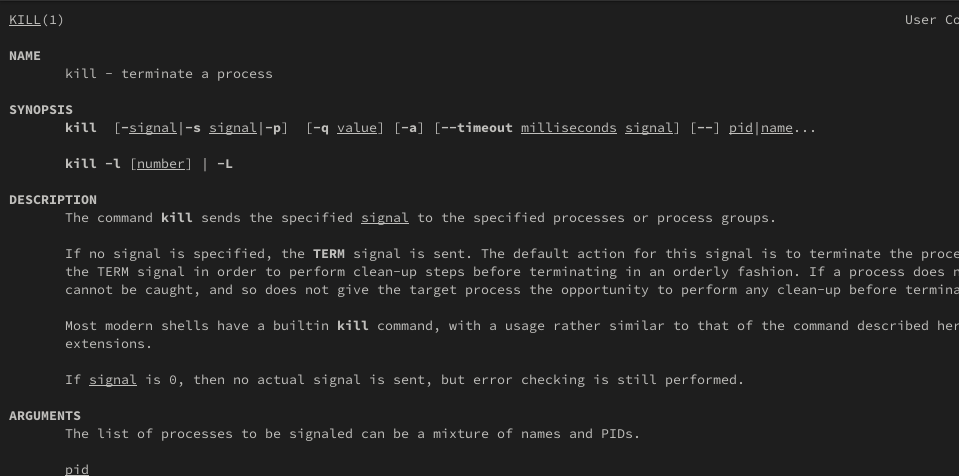 KILL(1) User Co
NAME
kill - terminate a process
SYNOPSIS
kill [-signal|-s signal|-p] [-q value] [-a] [--timeout milliseconds signal] [--] pid|name...
kill -l [number] | -L
DESCRIPTION
The command kill sends the specified signal to the specified processes or process groups.
If no signal is specified, the TERM signal is sent. The default action for this signal is to terminate the proce
the TERM signal in order to perform clean-up steps before terminating in an orderly fashion. If a process does n
cannot be caught, and so does not give the target process the opportunity to perform any clean-up before termina
Most modern shells have a builtin kill command, with a usage rather similar to that of the command described her
extensions.
If signal is 0, then no actual signal is sent, but error checking is still performed.
ARGUMENTS
The list of processes to be signaled can be a mixture of names and PIDs.
pid